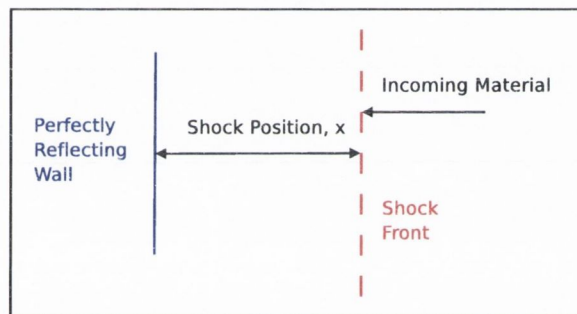 Perfectly
Reflecting
Wall
Shock Position, x
Incoming Material
Shock
Front